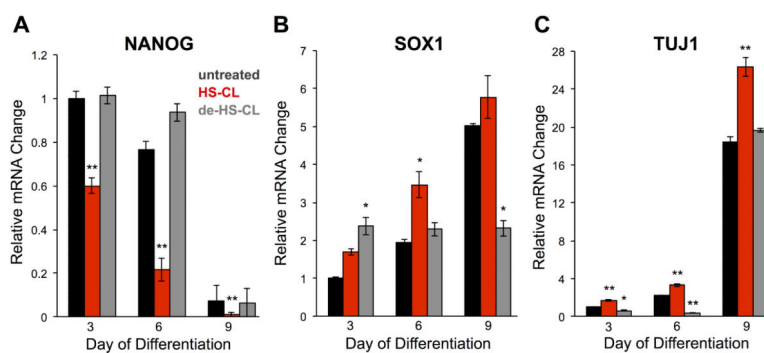 A
NANOG
Relative mRNA Change
1.2
1
0.8
0.6
0.4
0.2
0
untreated
HS-CL
de-HS-CL
**
**
**
3
6
9
Day of Differentiation
B
SOX1
Relative mRNA Change
7
6
5
4
3
2
1
0
*
*
*
3
6
9
Day of Differentiation
C
TUJ1
Relative mRNA Change
28
24
20
16
12
8
4
0
**
*
**
**
**
3
6
9
Day of Differentiation